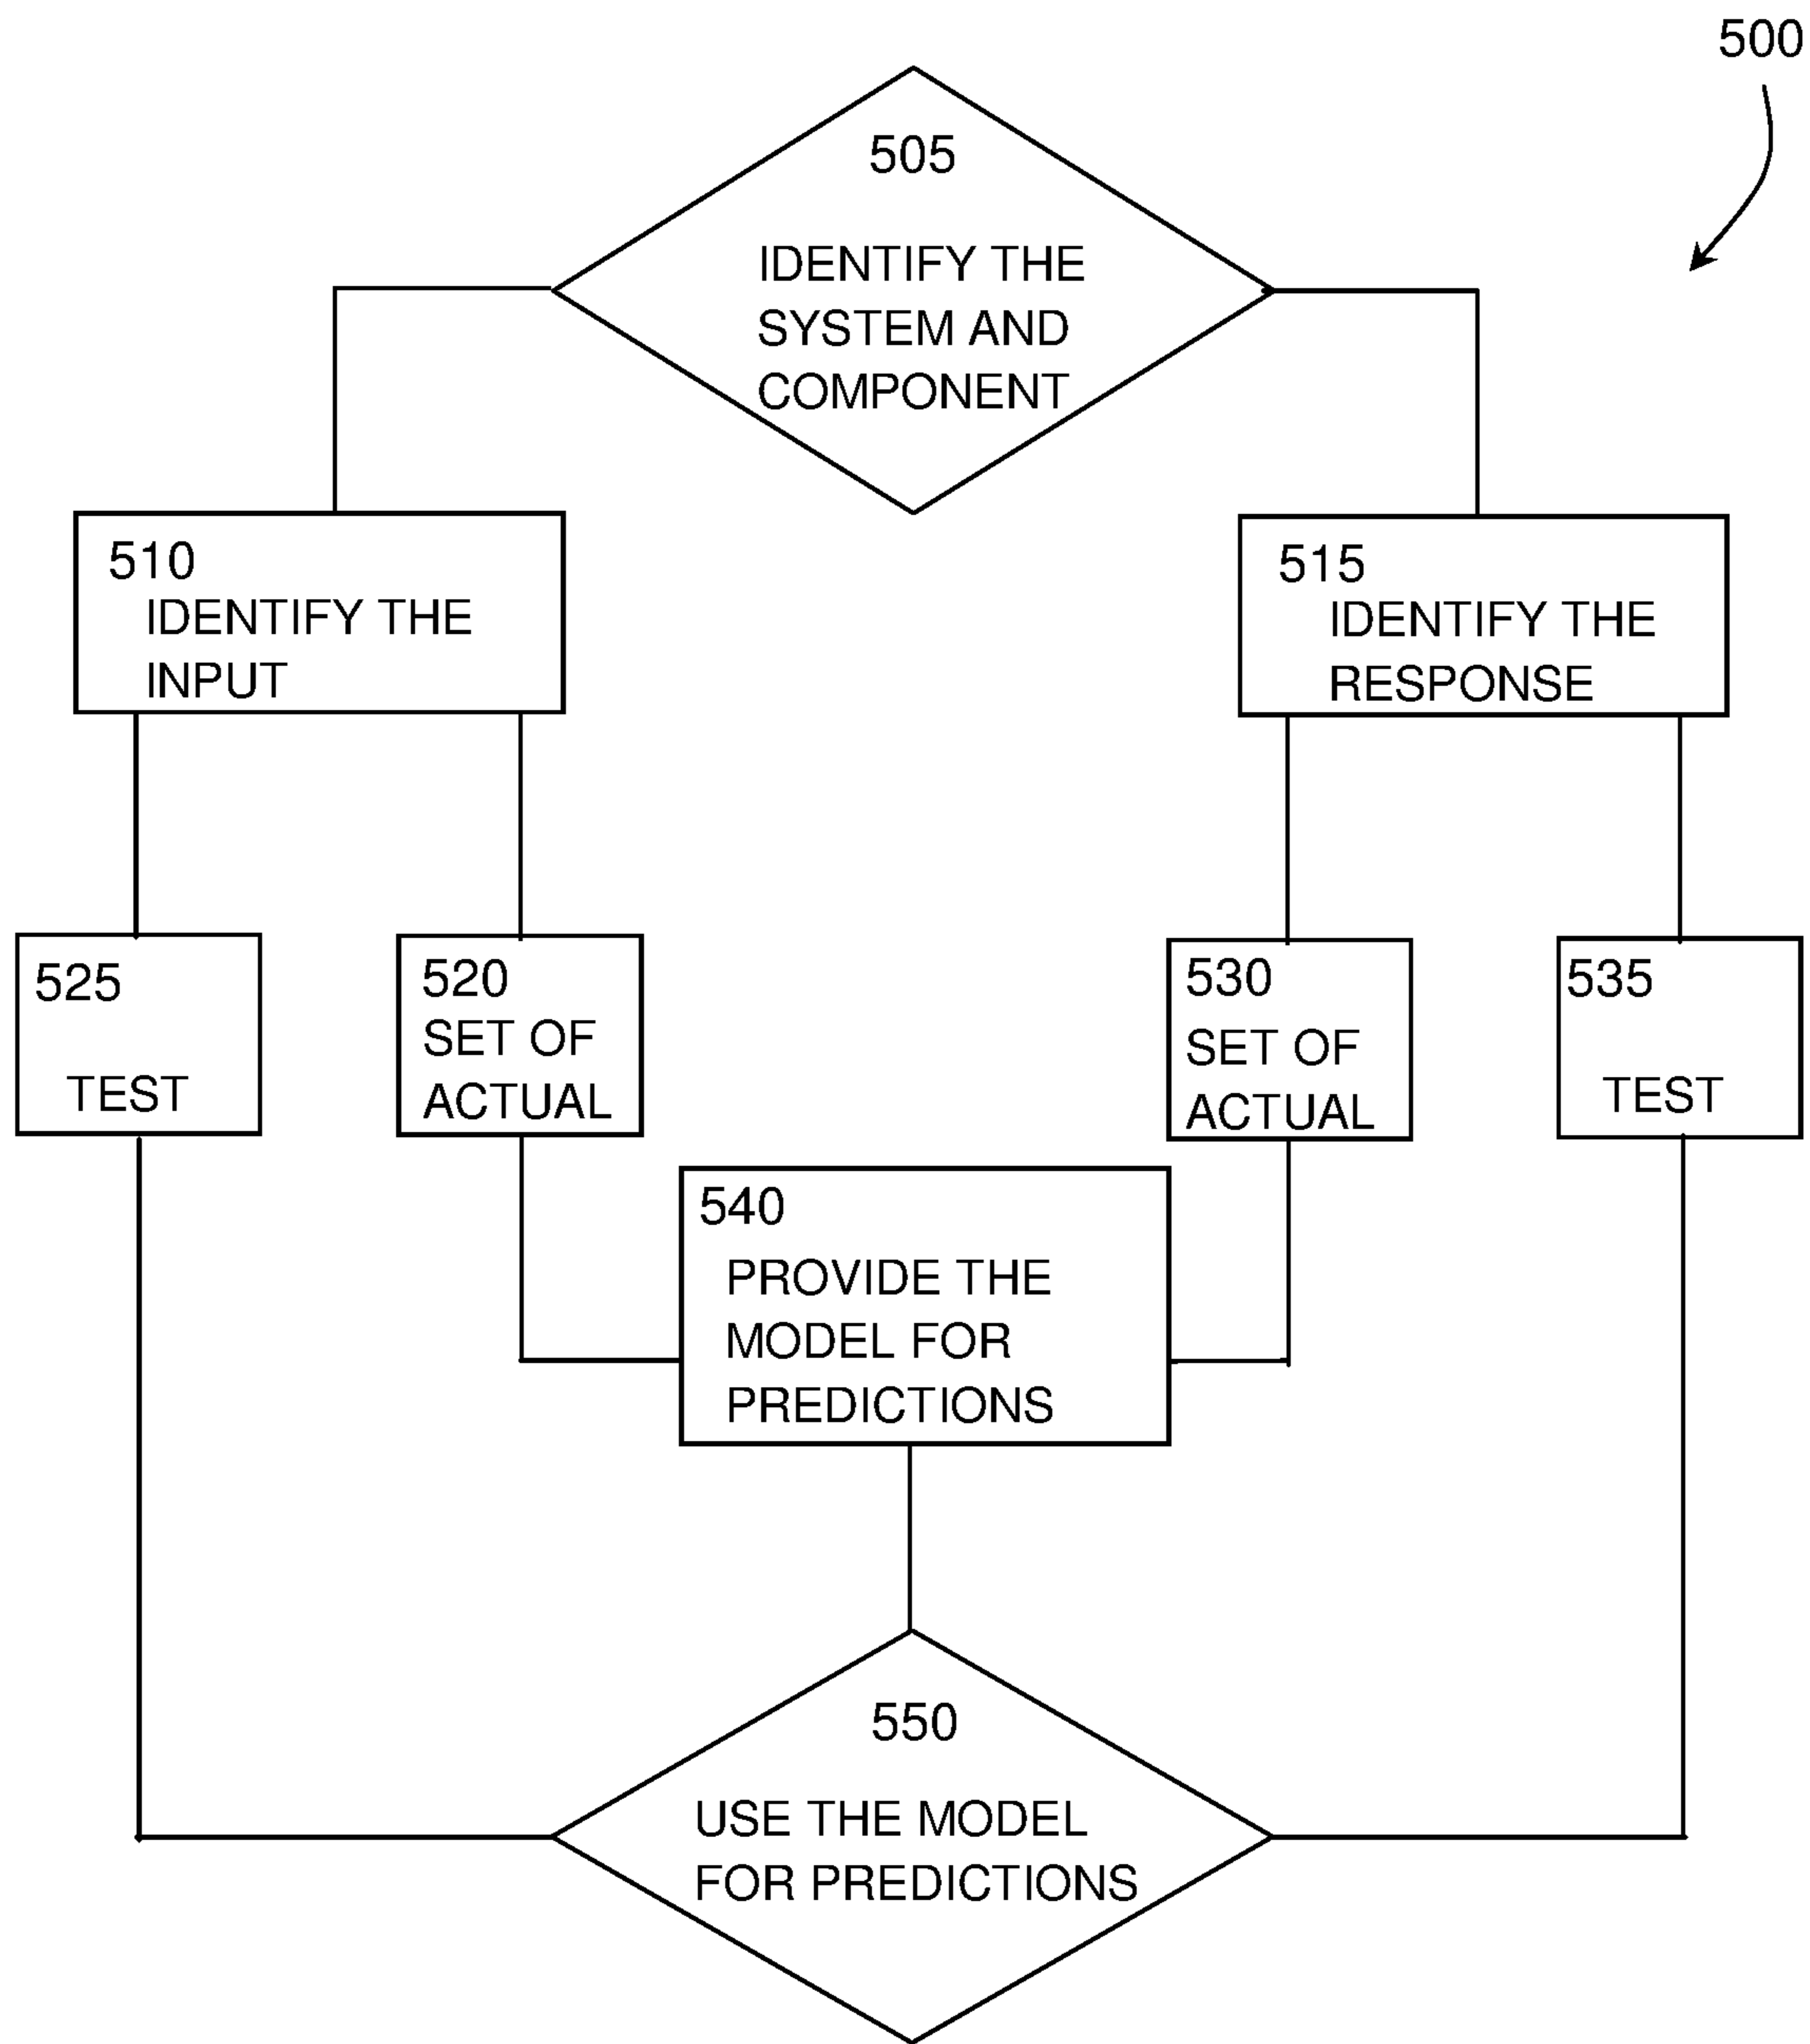 500
505
IDENTIFY THE
SYSTEM AND
COMPONENT
510
IDENTIFY THE
INPUT
515
IDENTIFY THE
RESPONSE
525
TEST
520
SET OF
ACTUAL
530
SET OF
ACTUAL
535
TEST
540
PROVIDE THE
MODEL FOR
PREDICTIONS
550
USE THE MODEL
FOR PREDICTIONS